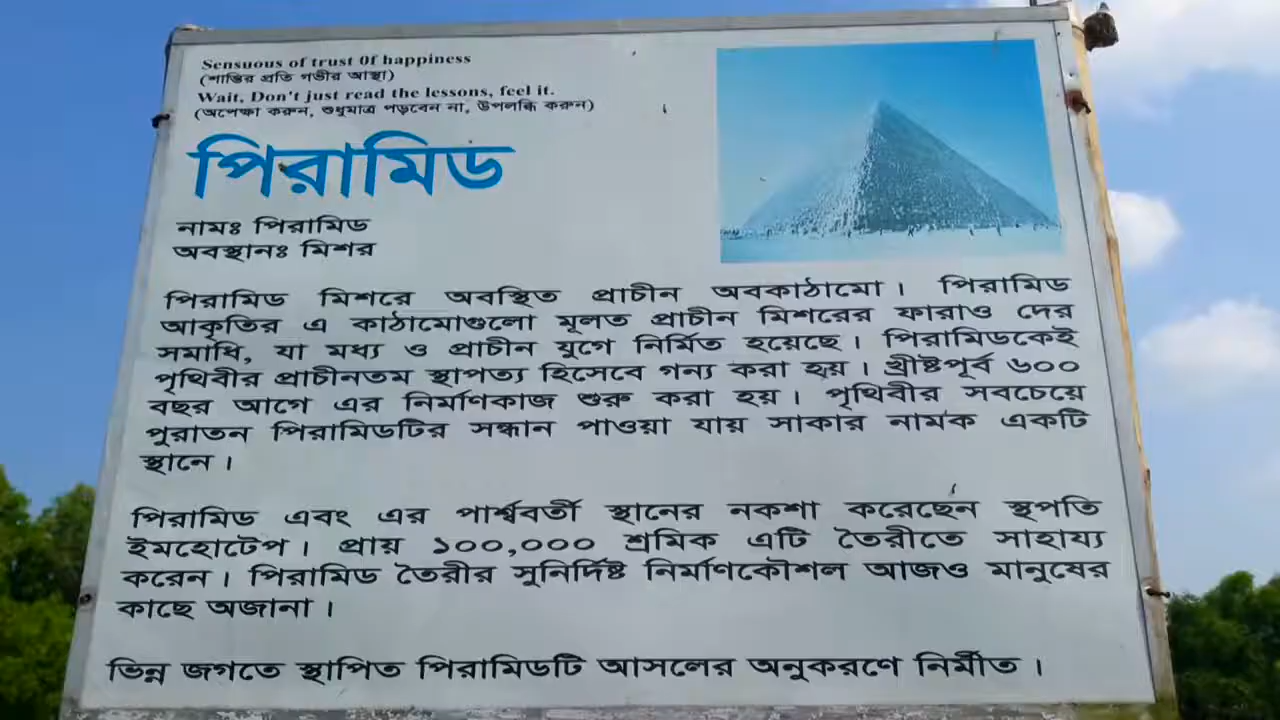 Sensuous of trust 0f happiness
(শান্তির প্রতি গভীর আস্থা)
Wait, Don't just read the lessons, feel it.
(অপেক্ষা করুন, শুধুমাত্র পড়বেন না, উপলব্ধি করুন)
পিরামিড
নামঃ পিরামিড
অবস্থানঃ মিশর
পিরামিড মিশরে অবস্থিত প্রাচীন অবকাঠামো। পিরামিড
আকৃতির এ কাঠামোগুলো মূলত প্রাচীন মিশরের ফারাও দের
সমাধি, যা মধ্য ও প্রাচীন যুগে নির্মিত হয়েছে। পিরামিডকেই
পৃথিবীর প্রাচীনতম স্থাপত্য হিসেবে গন্য করা হয়। খ্রীষ্টপূর্ব ৬০০
বছর আগে এর নির্মাণকাজ শুরু করা হয়। পৃথিবীর সবচেয়ে
পুরাতন পিরামিডটির সন্ধান পাওয়া যায় সাকার নামক একটি
স্থানে।
পিরামিড এবং এর পার্শ্ববর্তী স্থানের নকশা করেছেন স্থপতি
ইমহোটেপ। প্রায় ১০০,০০০ শ্রমিক এটি তৈরীতে সাহায্য
করেন। পিরামিড তৈরীর সুনির্দিষ্ট নির্মাণকৌশল আজও মানুষের
কাছে অজানা।
ভিন্ন জগতে স্থাপিত পিরামিডটি আসলের অনুকরণে নির্মীত।